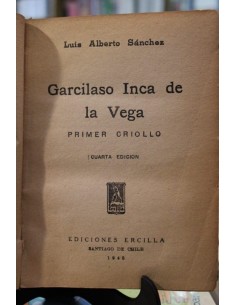 Luis Alberto Sánchez
Garcilaso Inca de
la Vega
PRIMER CRIOLLO
CUARTA EDICION
EDICIONES ERCILLA
SANTIAGO DE CHILE